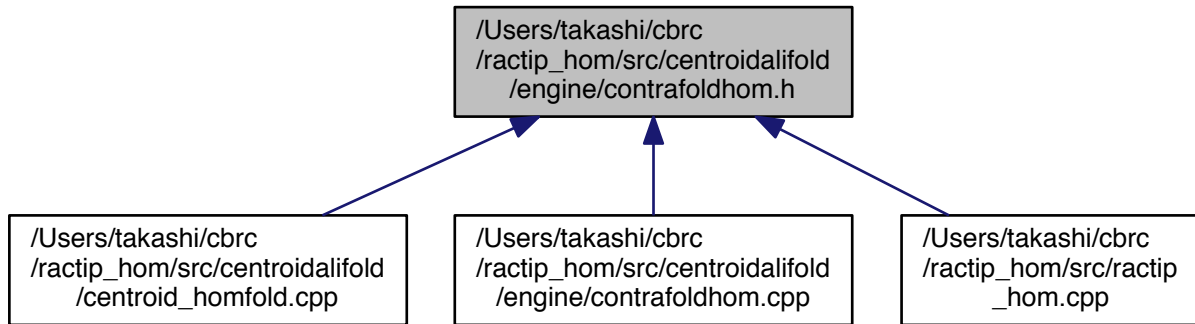 /Users/takashi/cbrc
/ractip_hom/src/centroidalifold
/engine/contrafoldhom.h
/Users/takashi/cbrc
/ractip_hom/src/centroidalifold
/centroid_homfold.cpp
/Users/takashi/cbrc
/ractip_hom/src/centroidalifold
/engine/contrafoldhom.cpp
/Users/takashi/cbrc
/ractip_hom/src/ractip
_hom.cpp